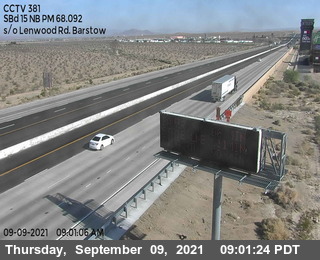 CCTV 381
SBd 15 NB PM 68.092
s/o Lenwood Rd. Barstow
09-09-2021 09:01:06 AM
Thursday, September 09, 2021 09:01:24 PDT